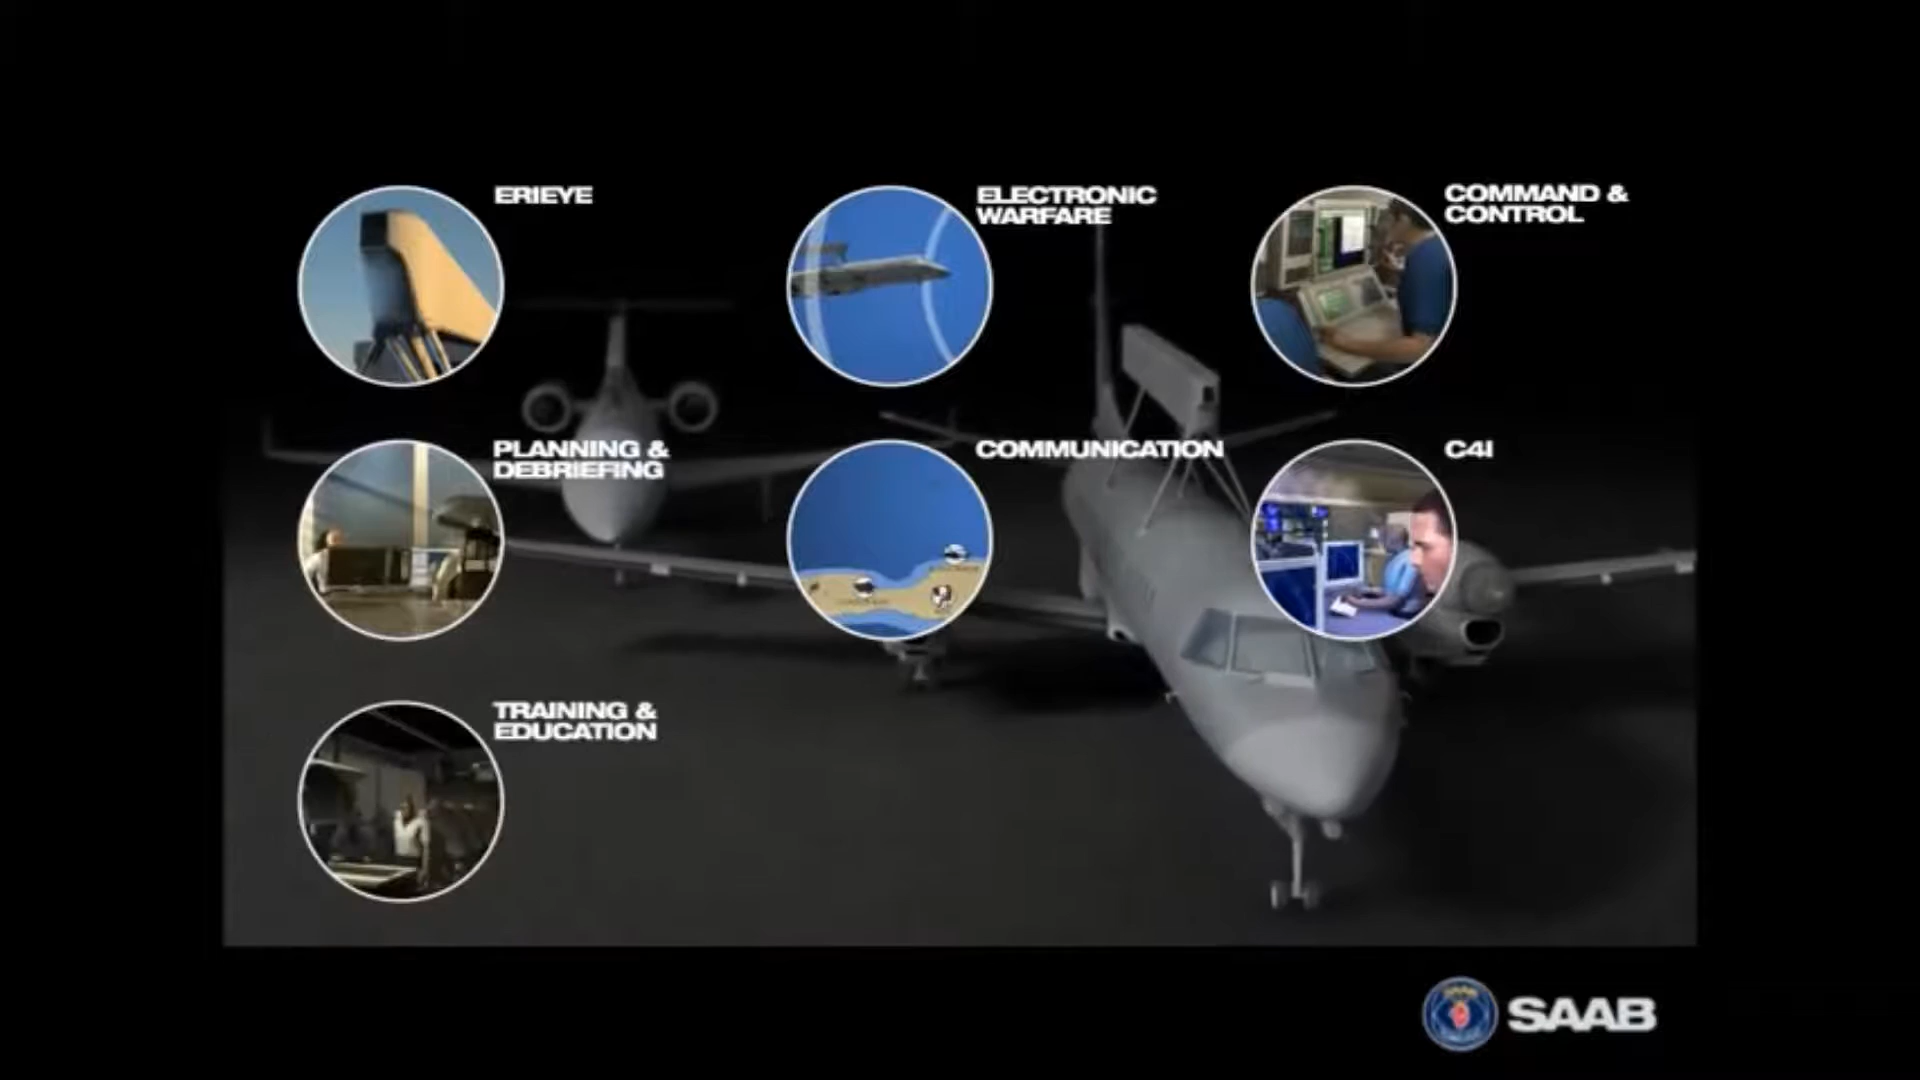 ERIEYE
ELECTRONIC
WARFARE
COMMAND &
CONTROL
PLANNING &
DEBRIEFING
COMMUNICATION
C4I
TRAINING &
EDUCATION
SAAB